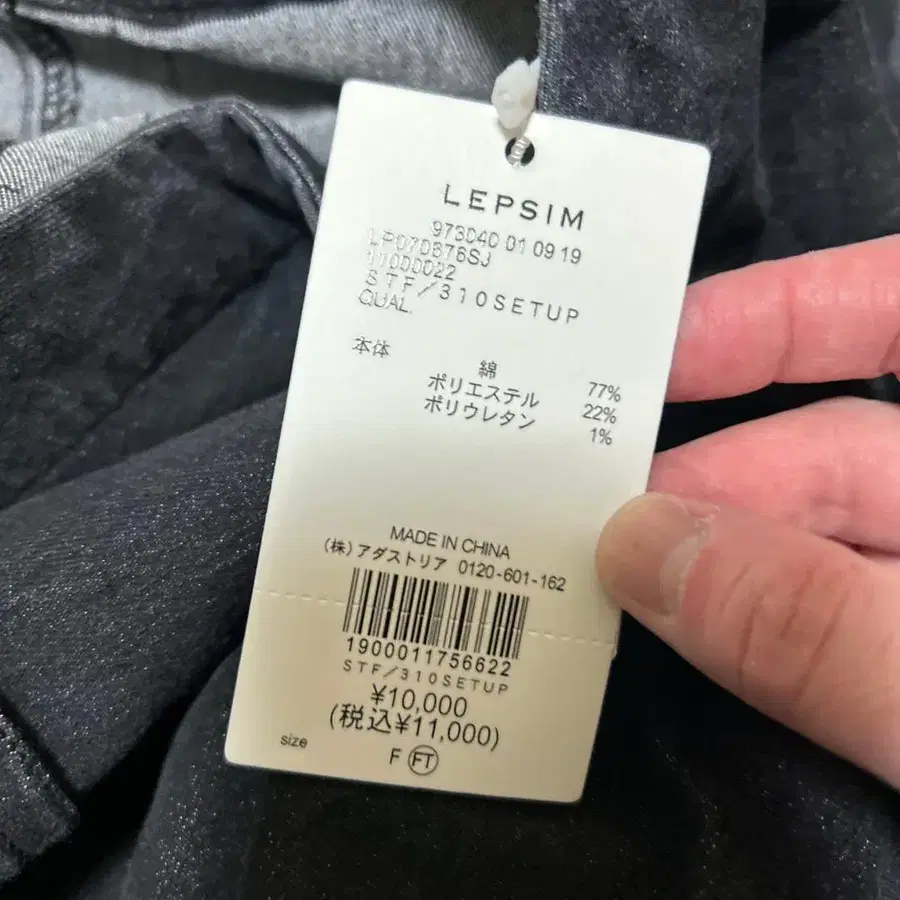 LEPSIM
973040 01 09 19
LP070876SJ
11000022
STF/310SETUP
QUAL.
本体
綿 77%
ポリエステル 22%
ポリウレタン 1%
MADE IN CHINA
(株)アダストリア 0120-601-162
1900011756622
STF/310SETUP
¥10,000
(税込¥11,000)
size F FT